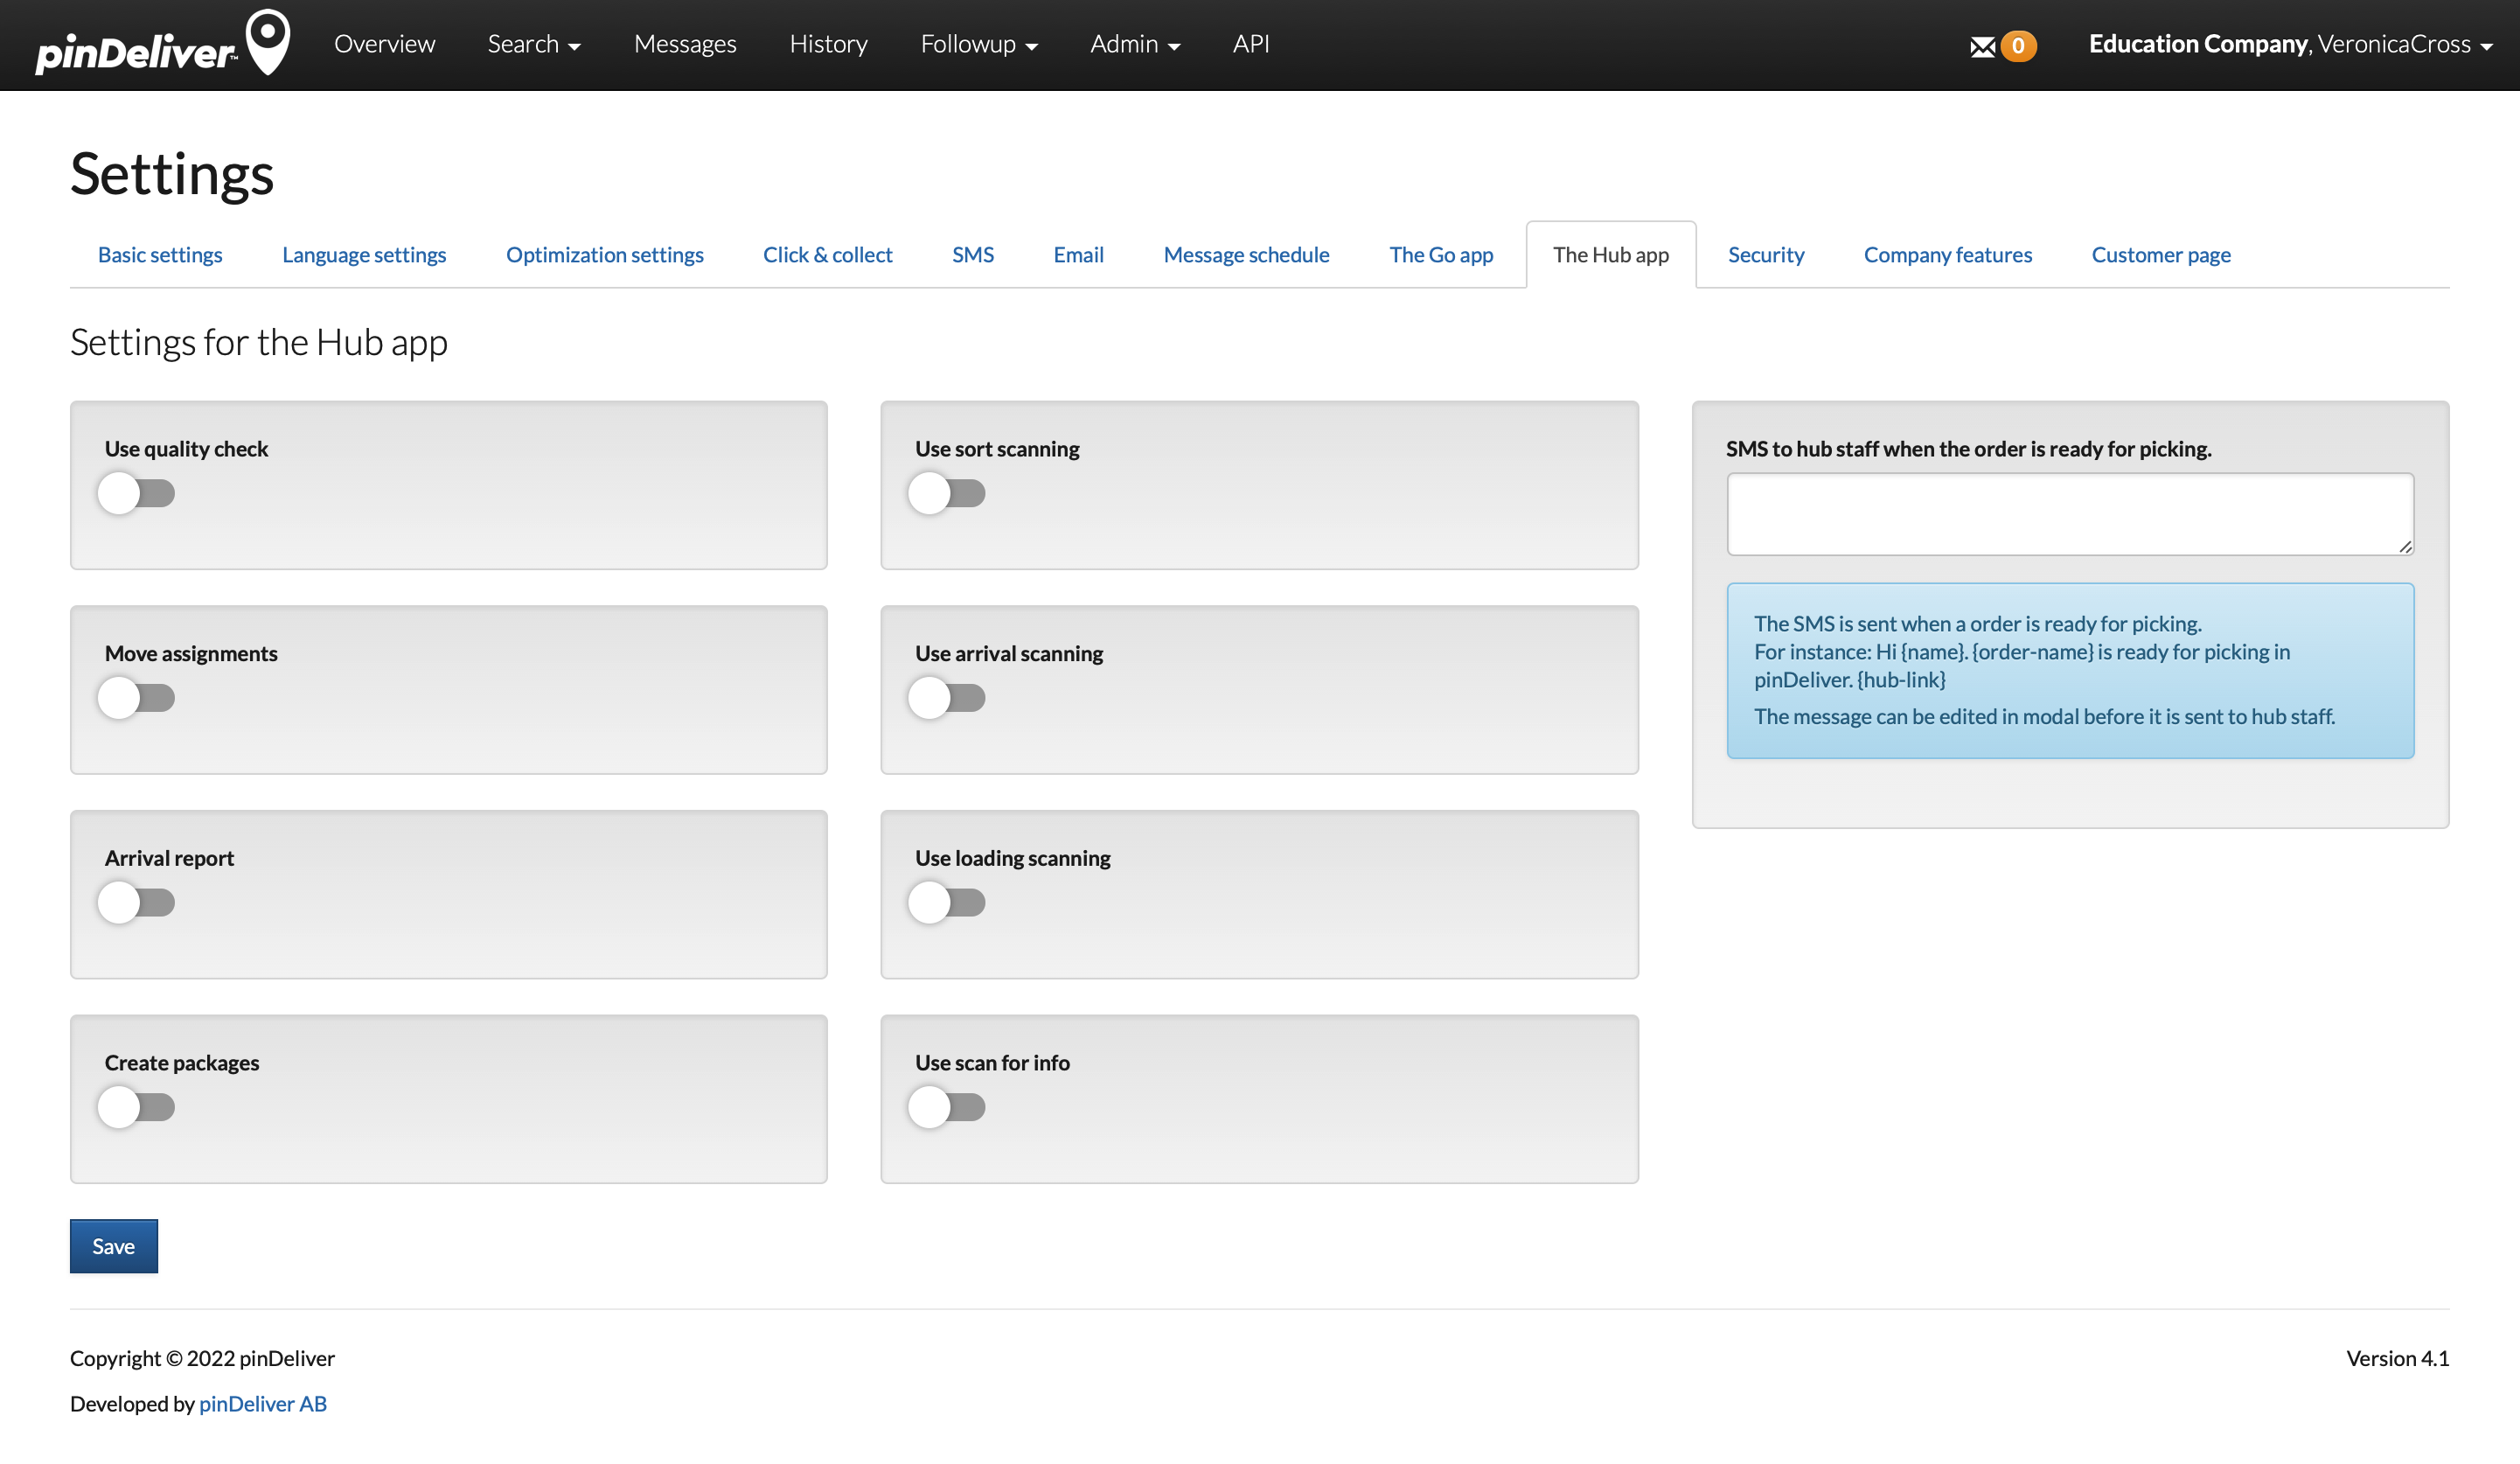 pinDeliver™
Overview
Search
Messages
History
Followup
Admin
API
0
Education Company, VeronicaCross
Settings
Basic settings
Language settings
Optimization settings
Click & collect
SMS
Email
Message schedule
The Go app
The Hub app
Security
Company features
Customer page
Settings for the Hub app
Use quality check
Use sort scanning
SMS to hub staff when the order is ready for picking.
The SMS is sent when a order is ready for picking.
For instance: Hi {name}. {order-name} is ready for picking in
pinDeliver. {hub-link}
The message can be edited in modal before it is sent to hub staff.
Move assignments
Use arrival scanning
Arrival report
Use loading scanning
Create packages
Use scan for info
Save
Copyright © 2022 pinDeliver
Version 4.1
Developed by pinDeliver AB